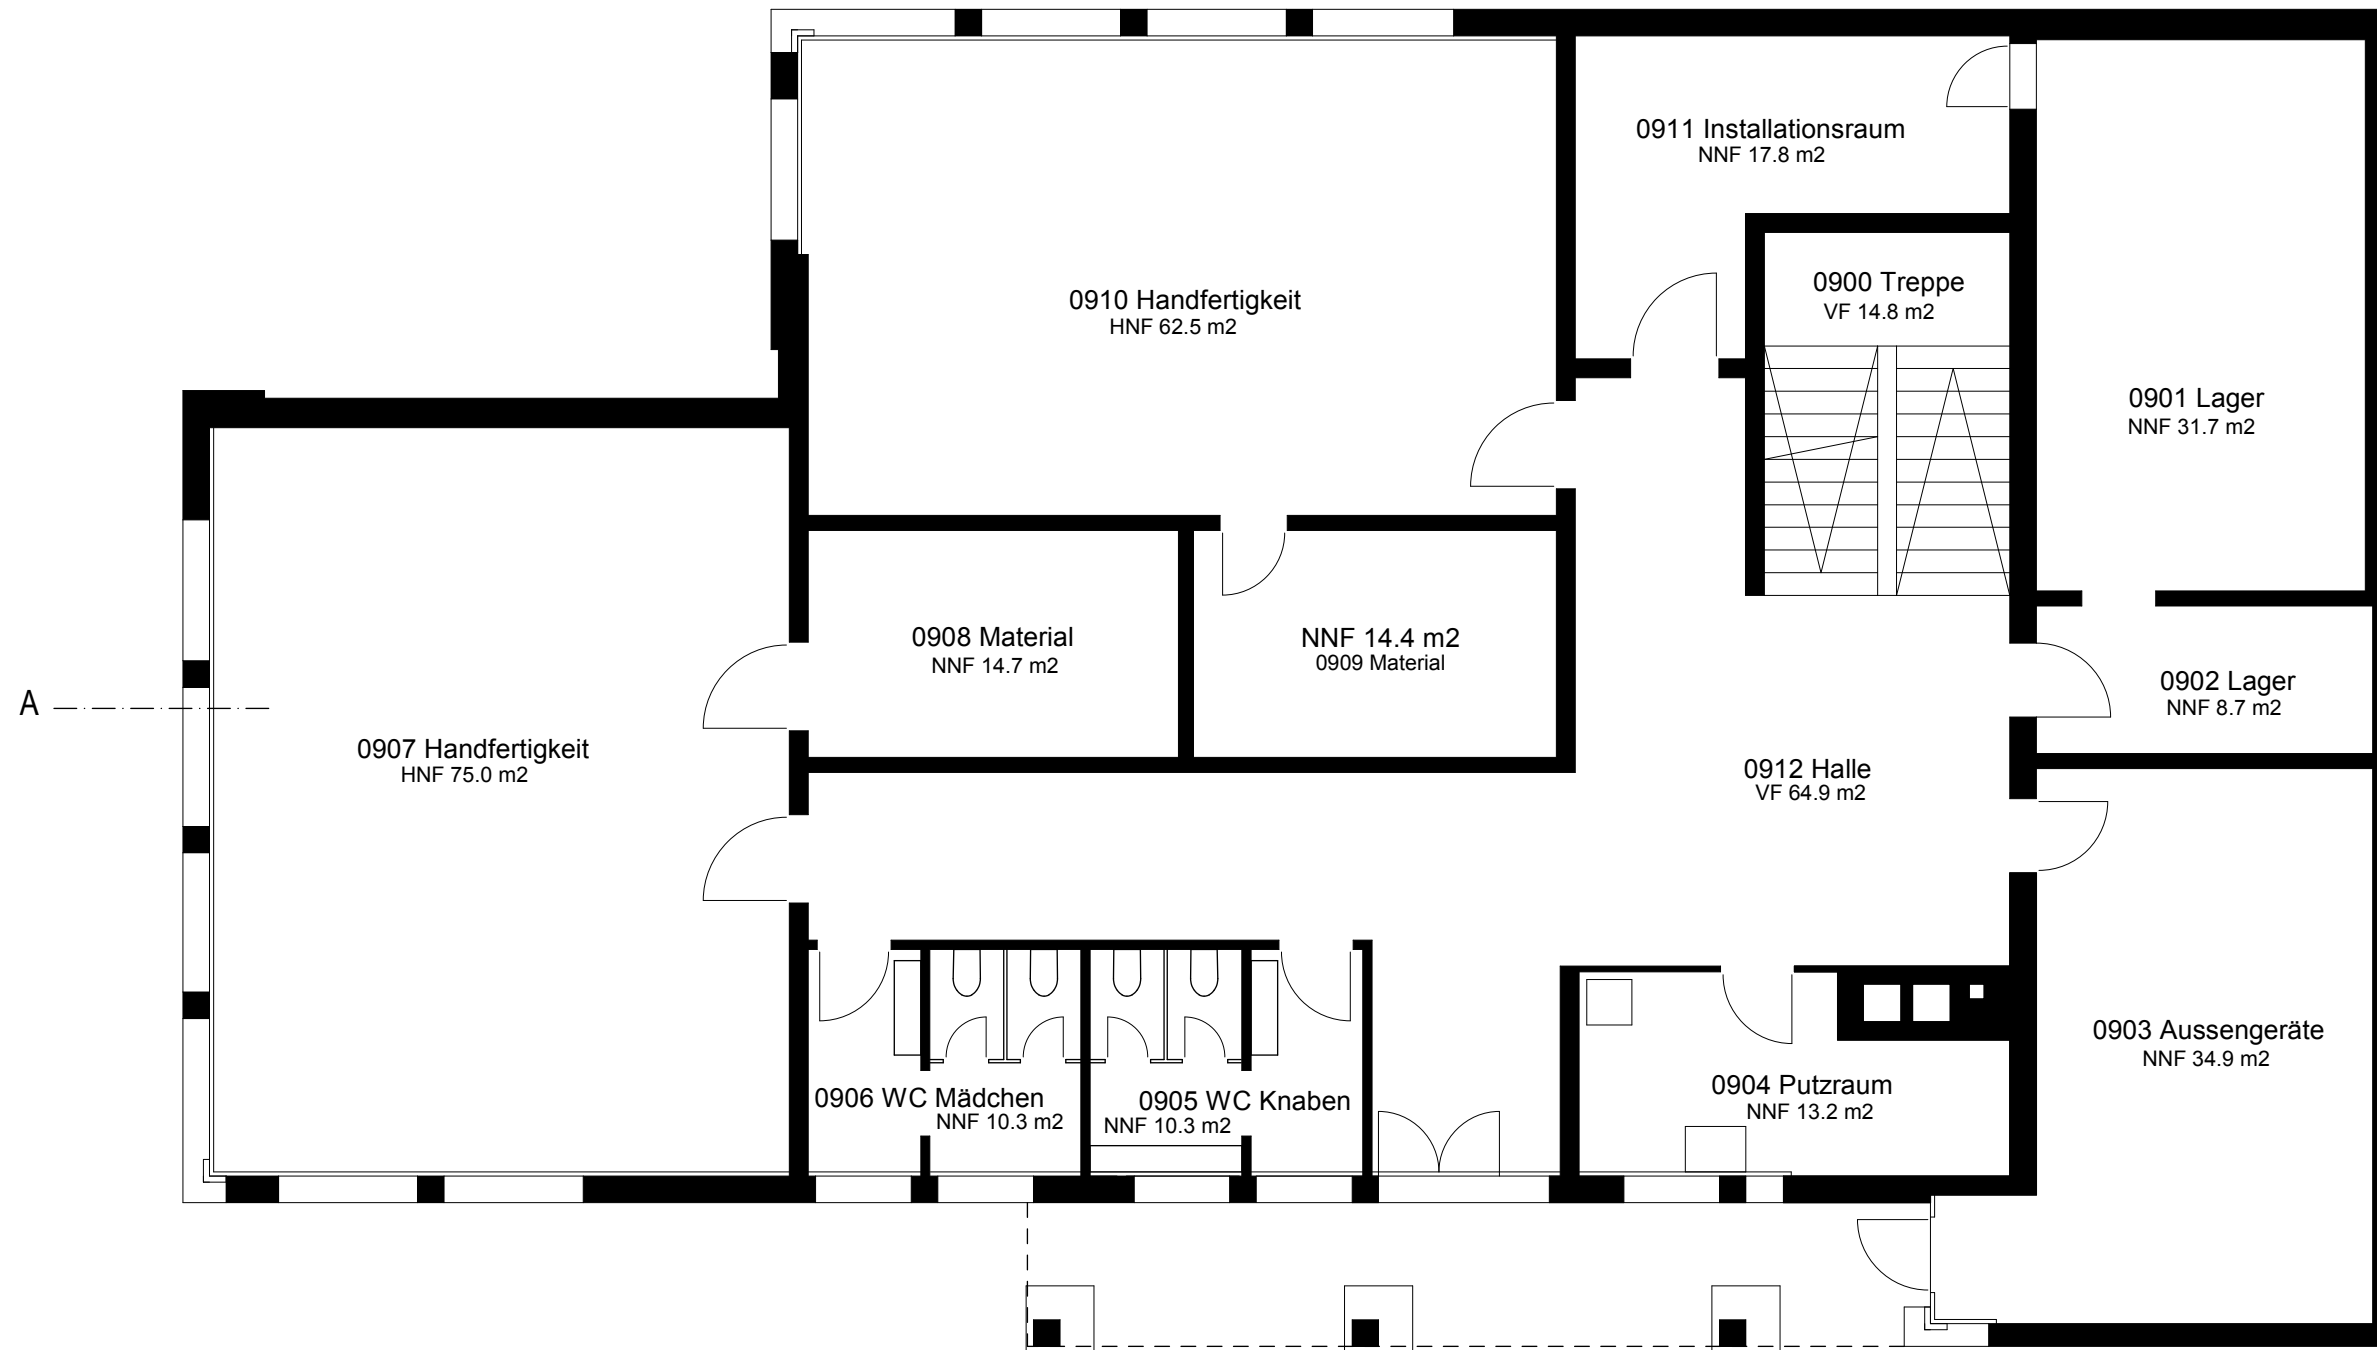 0911 Installationsraum
NNF 17.8 m2
0900 Treppe
VF 14.8 m2
0910 Handfertigkeit
HNF 62.5 m2
0901 Lager
NNF 31.7 m2
0908 Material
NNF 14.7 m2
NNF 14.4 m2
0909 Material
0902 Lager
NNF 8.7 m2
A
0907 Handfertigkeit
HNF 75.0 m2
0912 Halle
VF 64.9 m2
0903 Aussengeräte
NNF 34.9 m2
0906 WC Mädchen
NNF 10.3 m2
0905 WC Knaben
NNF 10.3 m2
0904 Putzraum
NNF 13.2 m2